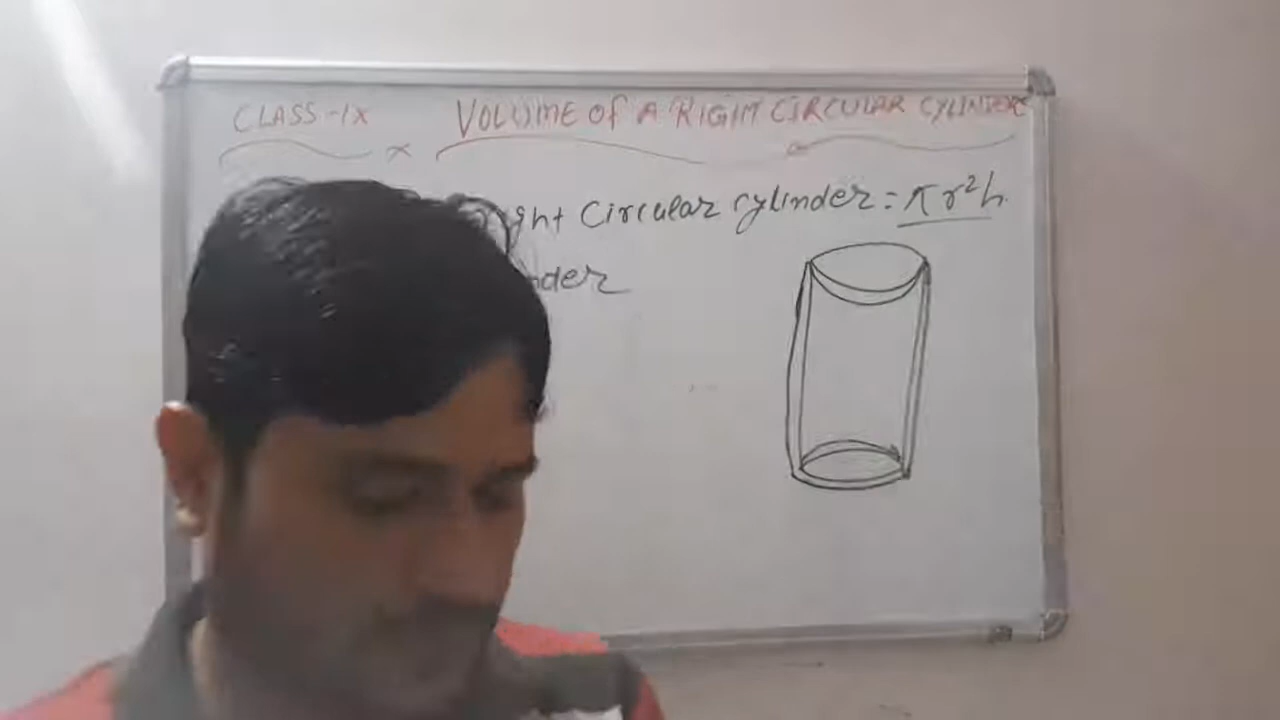 CLASS-IX VOLUME OF A RIGHT CIRCULAR CYLINDER
ght Circular cylinder = πr²h
nder